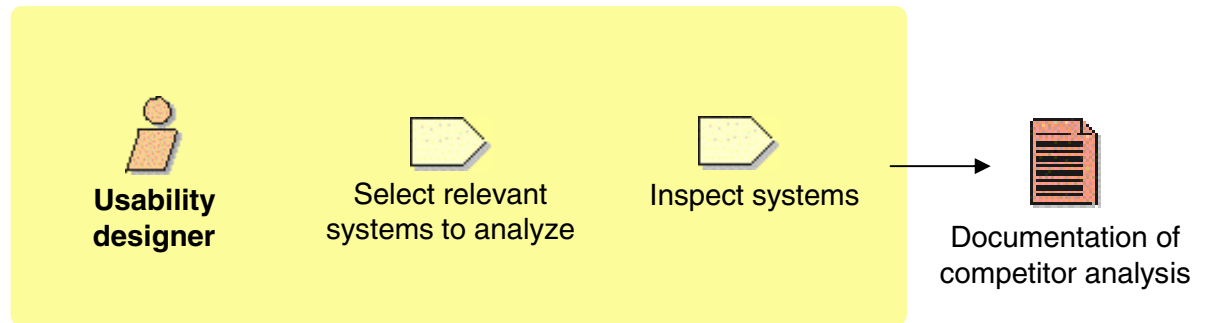 Usability
designer
Select relevant
systems to analyze
Inspect systems
Documentation of
competitor analysis